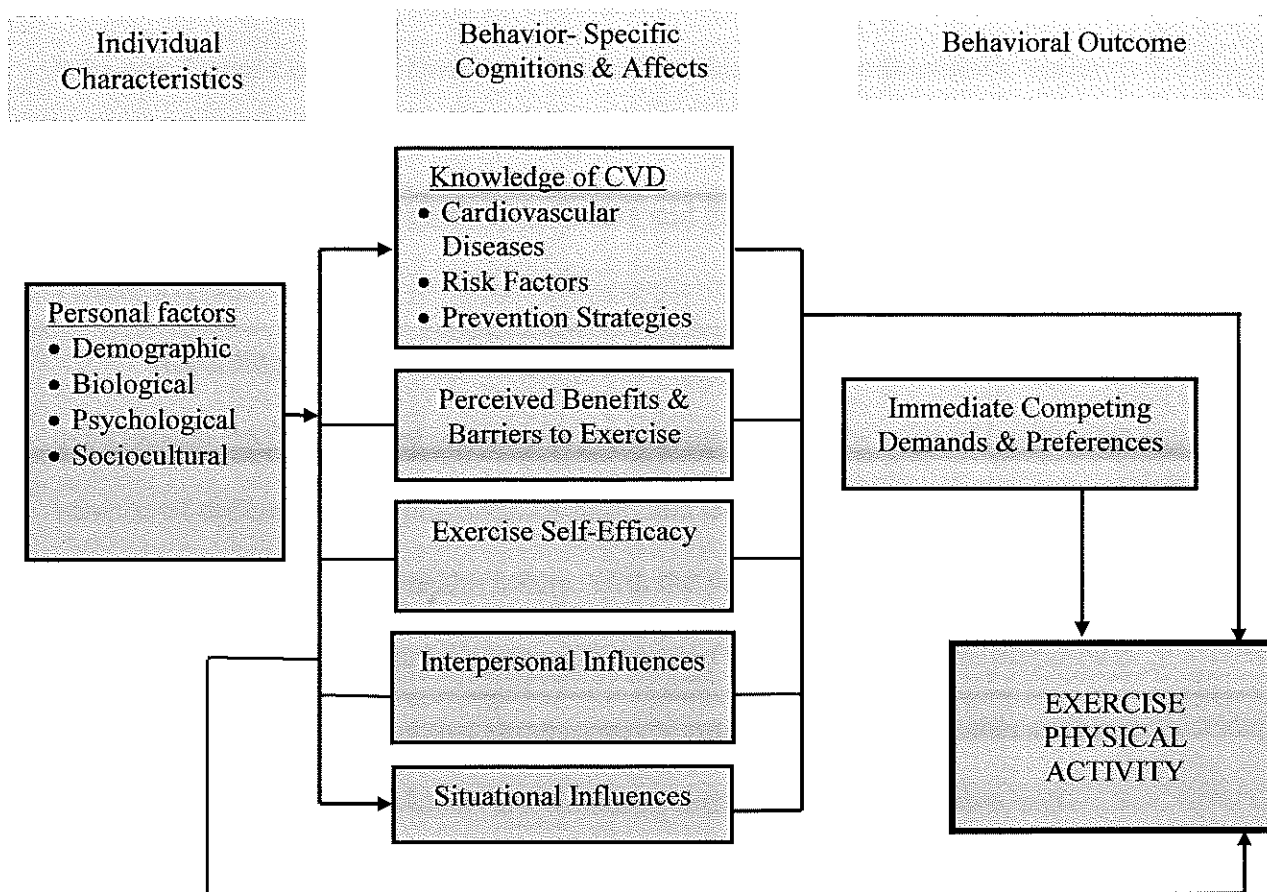 Individual
Characteristics
Behavior- Specific
Cognitions & Affects
Behavioral Outcome
Personal factors
• Demographic
• Biological
• Psychological
• Sociocultural
Knowledge of CVD
• Cardiovascular
Diseases
• Risk Factors
• Prevention Strategies
Perceived Benefits &
Barriers to Exercise
Exercise Self-Efficacy
Interpersonal Influences
Situational Influences
Immediate Competing
Demands & Preferences
EXERCISE
PHYSICAL
ACTIVITY